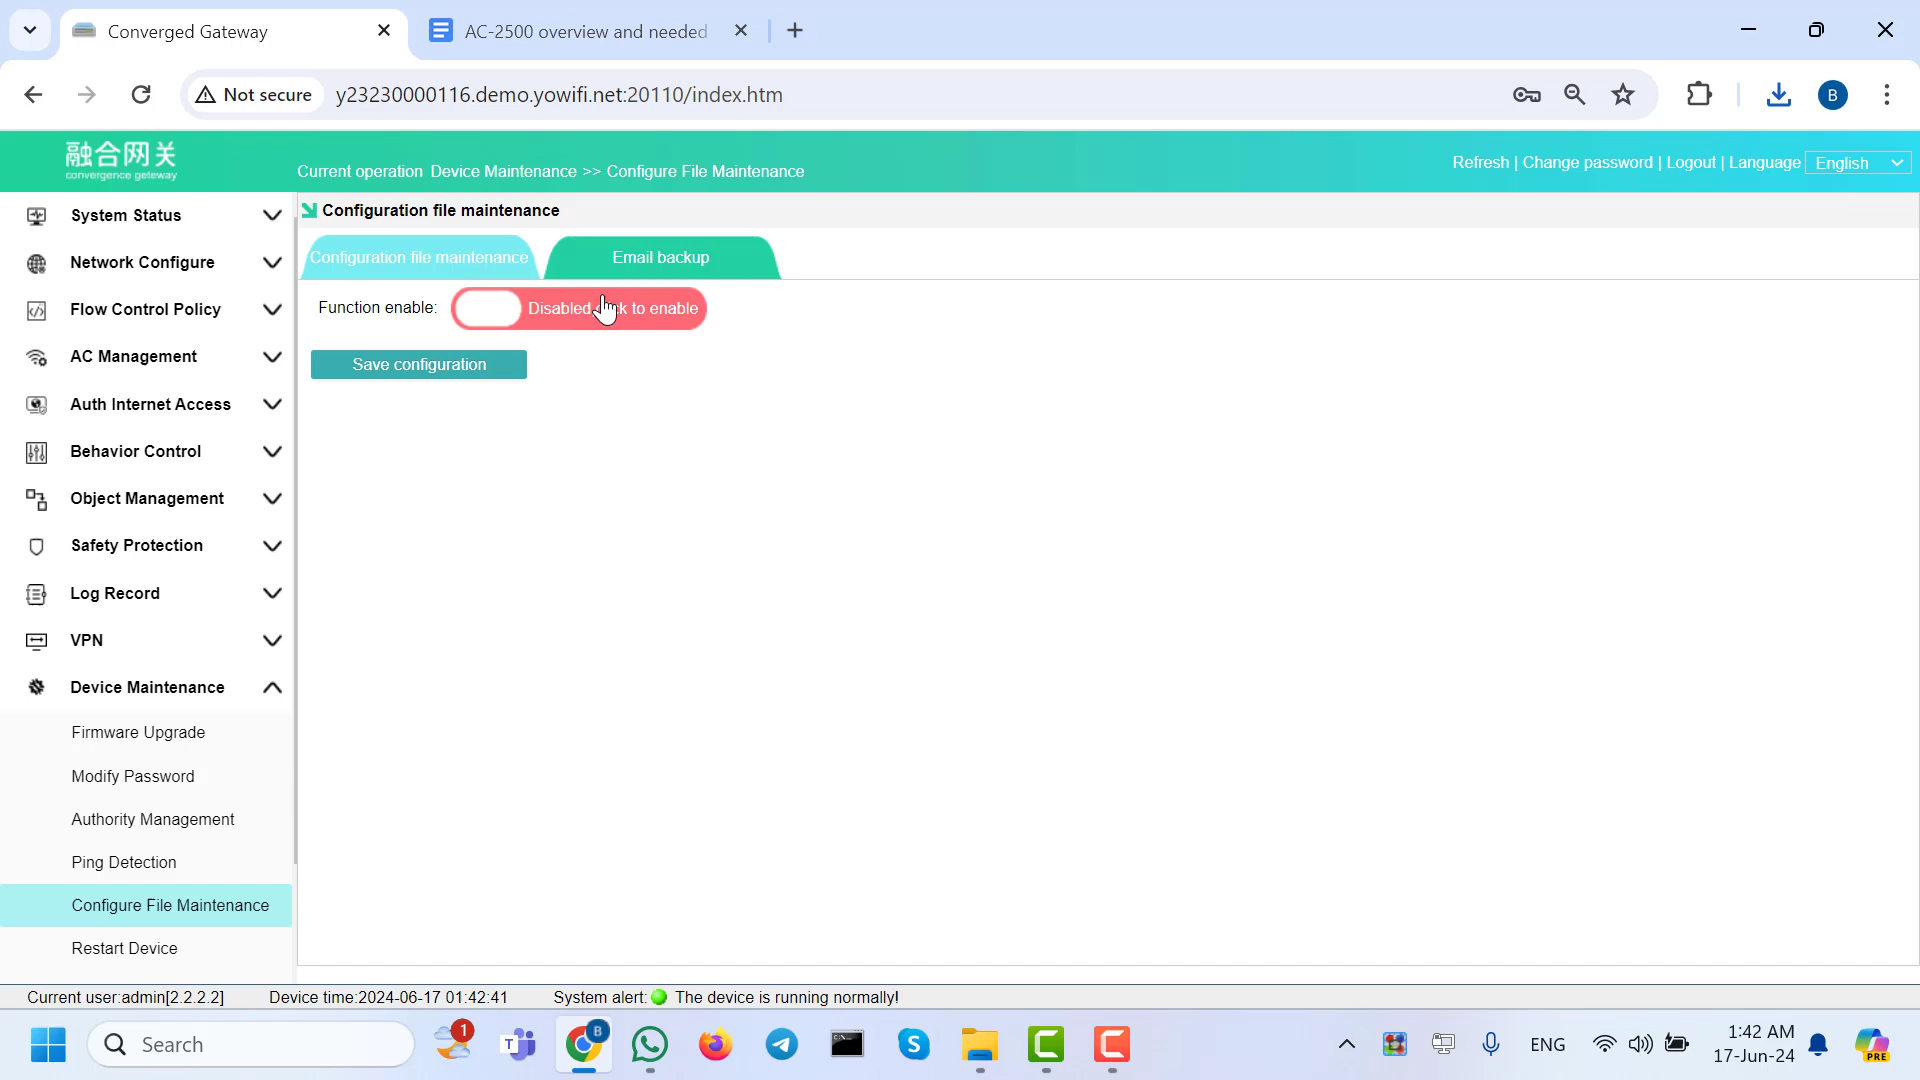 Converged Gateway
AC-2500 overview and needed
Not secure
y23230000116.demo.yowifi.net:20110/index.htm
B
融合网关
convergence geteway
Current operation Device Maintenance >> Configure File Maintenance
Refresh | Change password | Logout | Language English
System Status
Network Configure
Flow Control Policy
AC Management
Auth Internet Access
Behavior Control
Object Management
Safety Protection
Log Record
VPN
Device Maintenance
Firmware Upgrade
Modify Password
Authority Management
Ping Detection
Configure File Maintenance
Restart Device
Configuration file maintenance
Configuration file maintenance
Email backup
Function enable:
Disabled to enable
Save configuration
Current user:admin[2.2.2.2]
Device time:2024-06-17 01:42:41
System alert: The device is running normally!
Search
1
B
ENG
1:42 AM
17-Jun-24
PRE